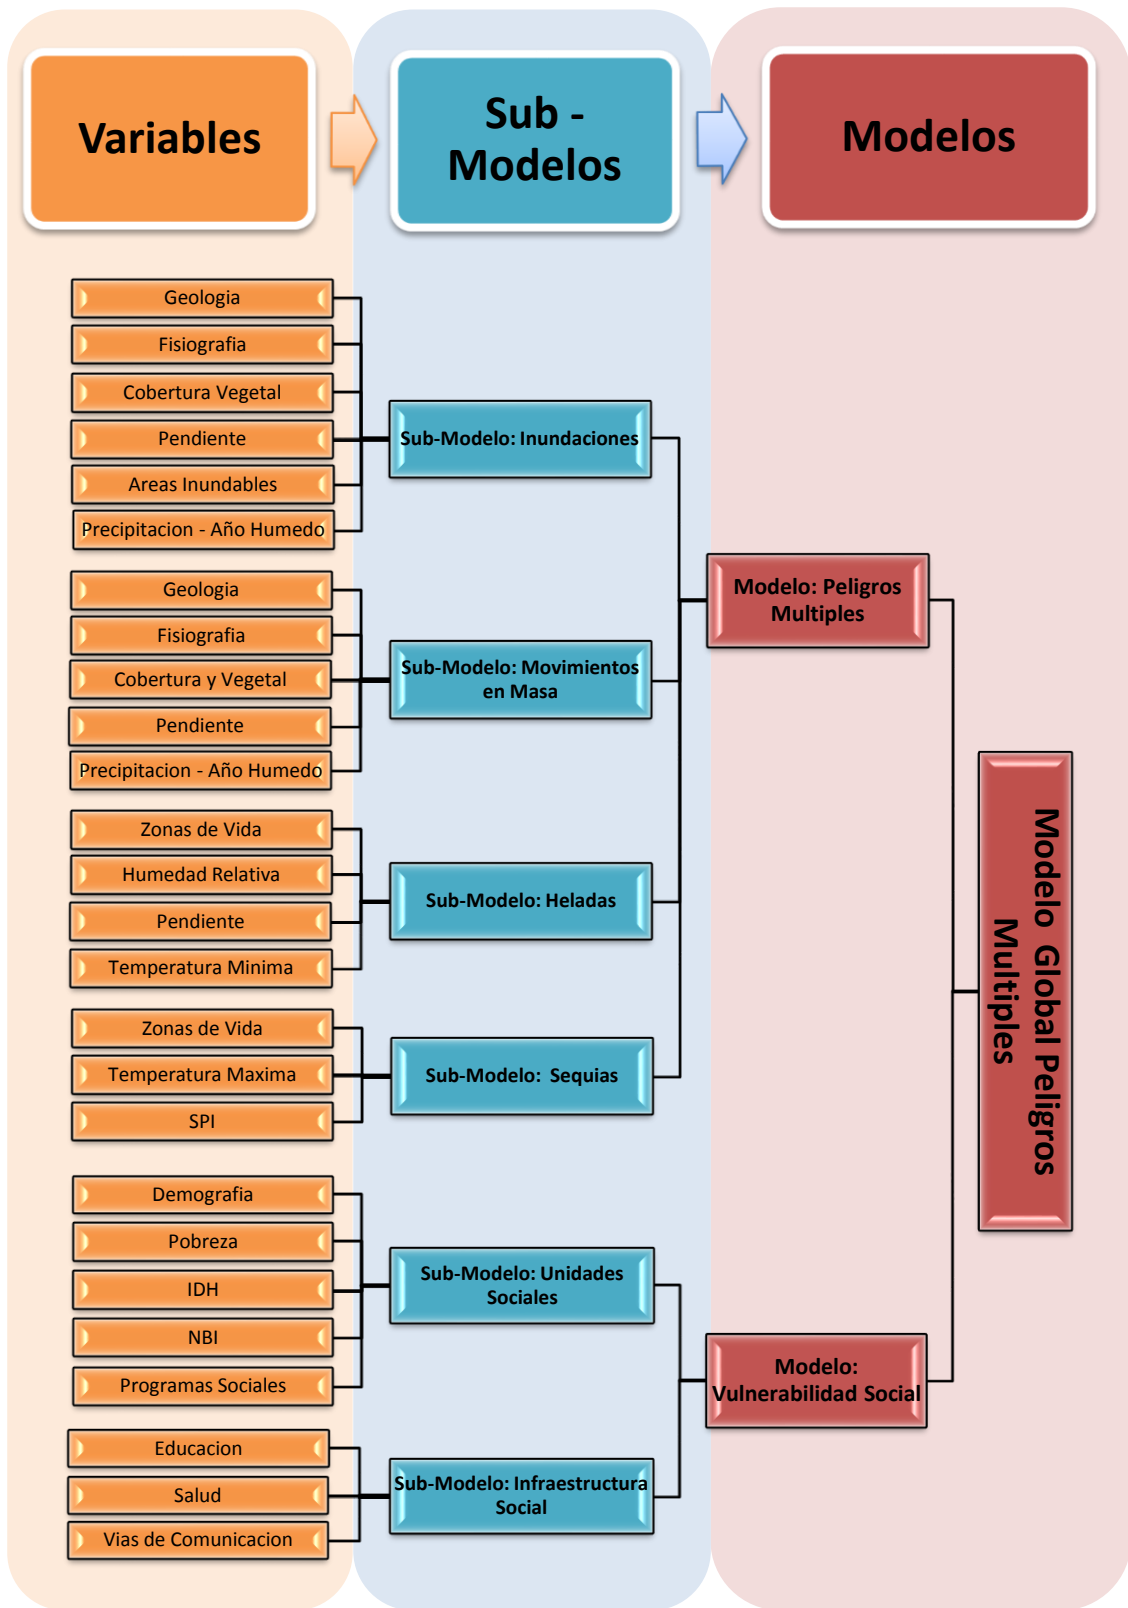 Variables
Sub -
Modelos
Modelos
Geologia
Fisiografia
Cobertura Vegetal
Pendiente
Areas Inundables
Precipitacion - Año Humedo
Sub-Modelo: Inundaciones
Geologia
Fisiografia
Cobertura y Vegetal
Pendiente
Precipitacion - Año Humedo
Sub-Modelo: Movimientos
en Masa
Zonas de Vida
Humedad Relativa
Pendiente
Temperatura Minima
Sub-Modelo: Heladas
Zonas de Vida
Temperatura Maxima
SPI
Sub-Modelo: Sequias
Modelo: Peligros
Multiples
Demografia
Pobreza
IDH
NBI
Programas Sociales
Sub-Modelo: Unidades
Sociales
Educacion
Salud
Vias de Comunicacion
Sub-Modelo: Infraestructura
Social
Modelo:
Vulnerabilidad Social
Modelo Global Peligros
Multiples